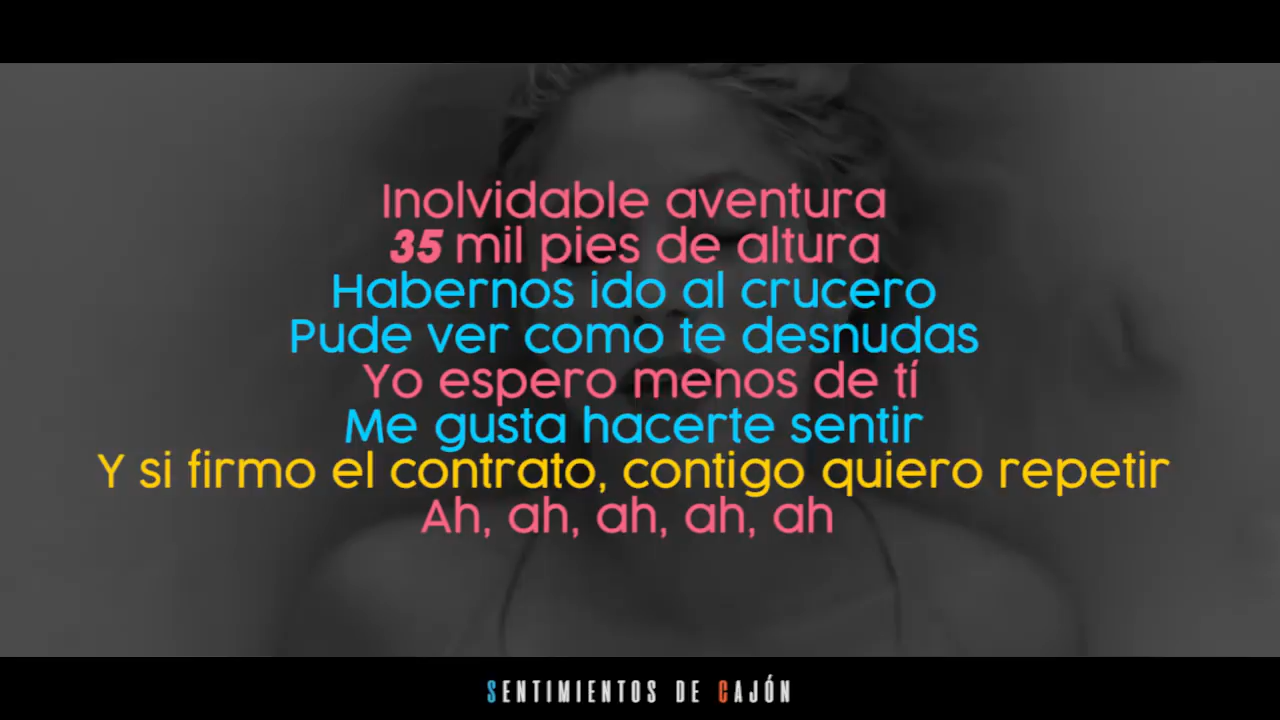 Inolvidable aventura
35 mil pies de altura
Habernos ido al crucero
Pude ver como te desnudas
Yo espero menos de tí
Me gusta hacerte sentir
Y si firmo el contrato, contigo quiero repetir
Ah, ah, ah, ah, ah
SENTIMIENTOS DE CAJÓN